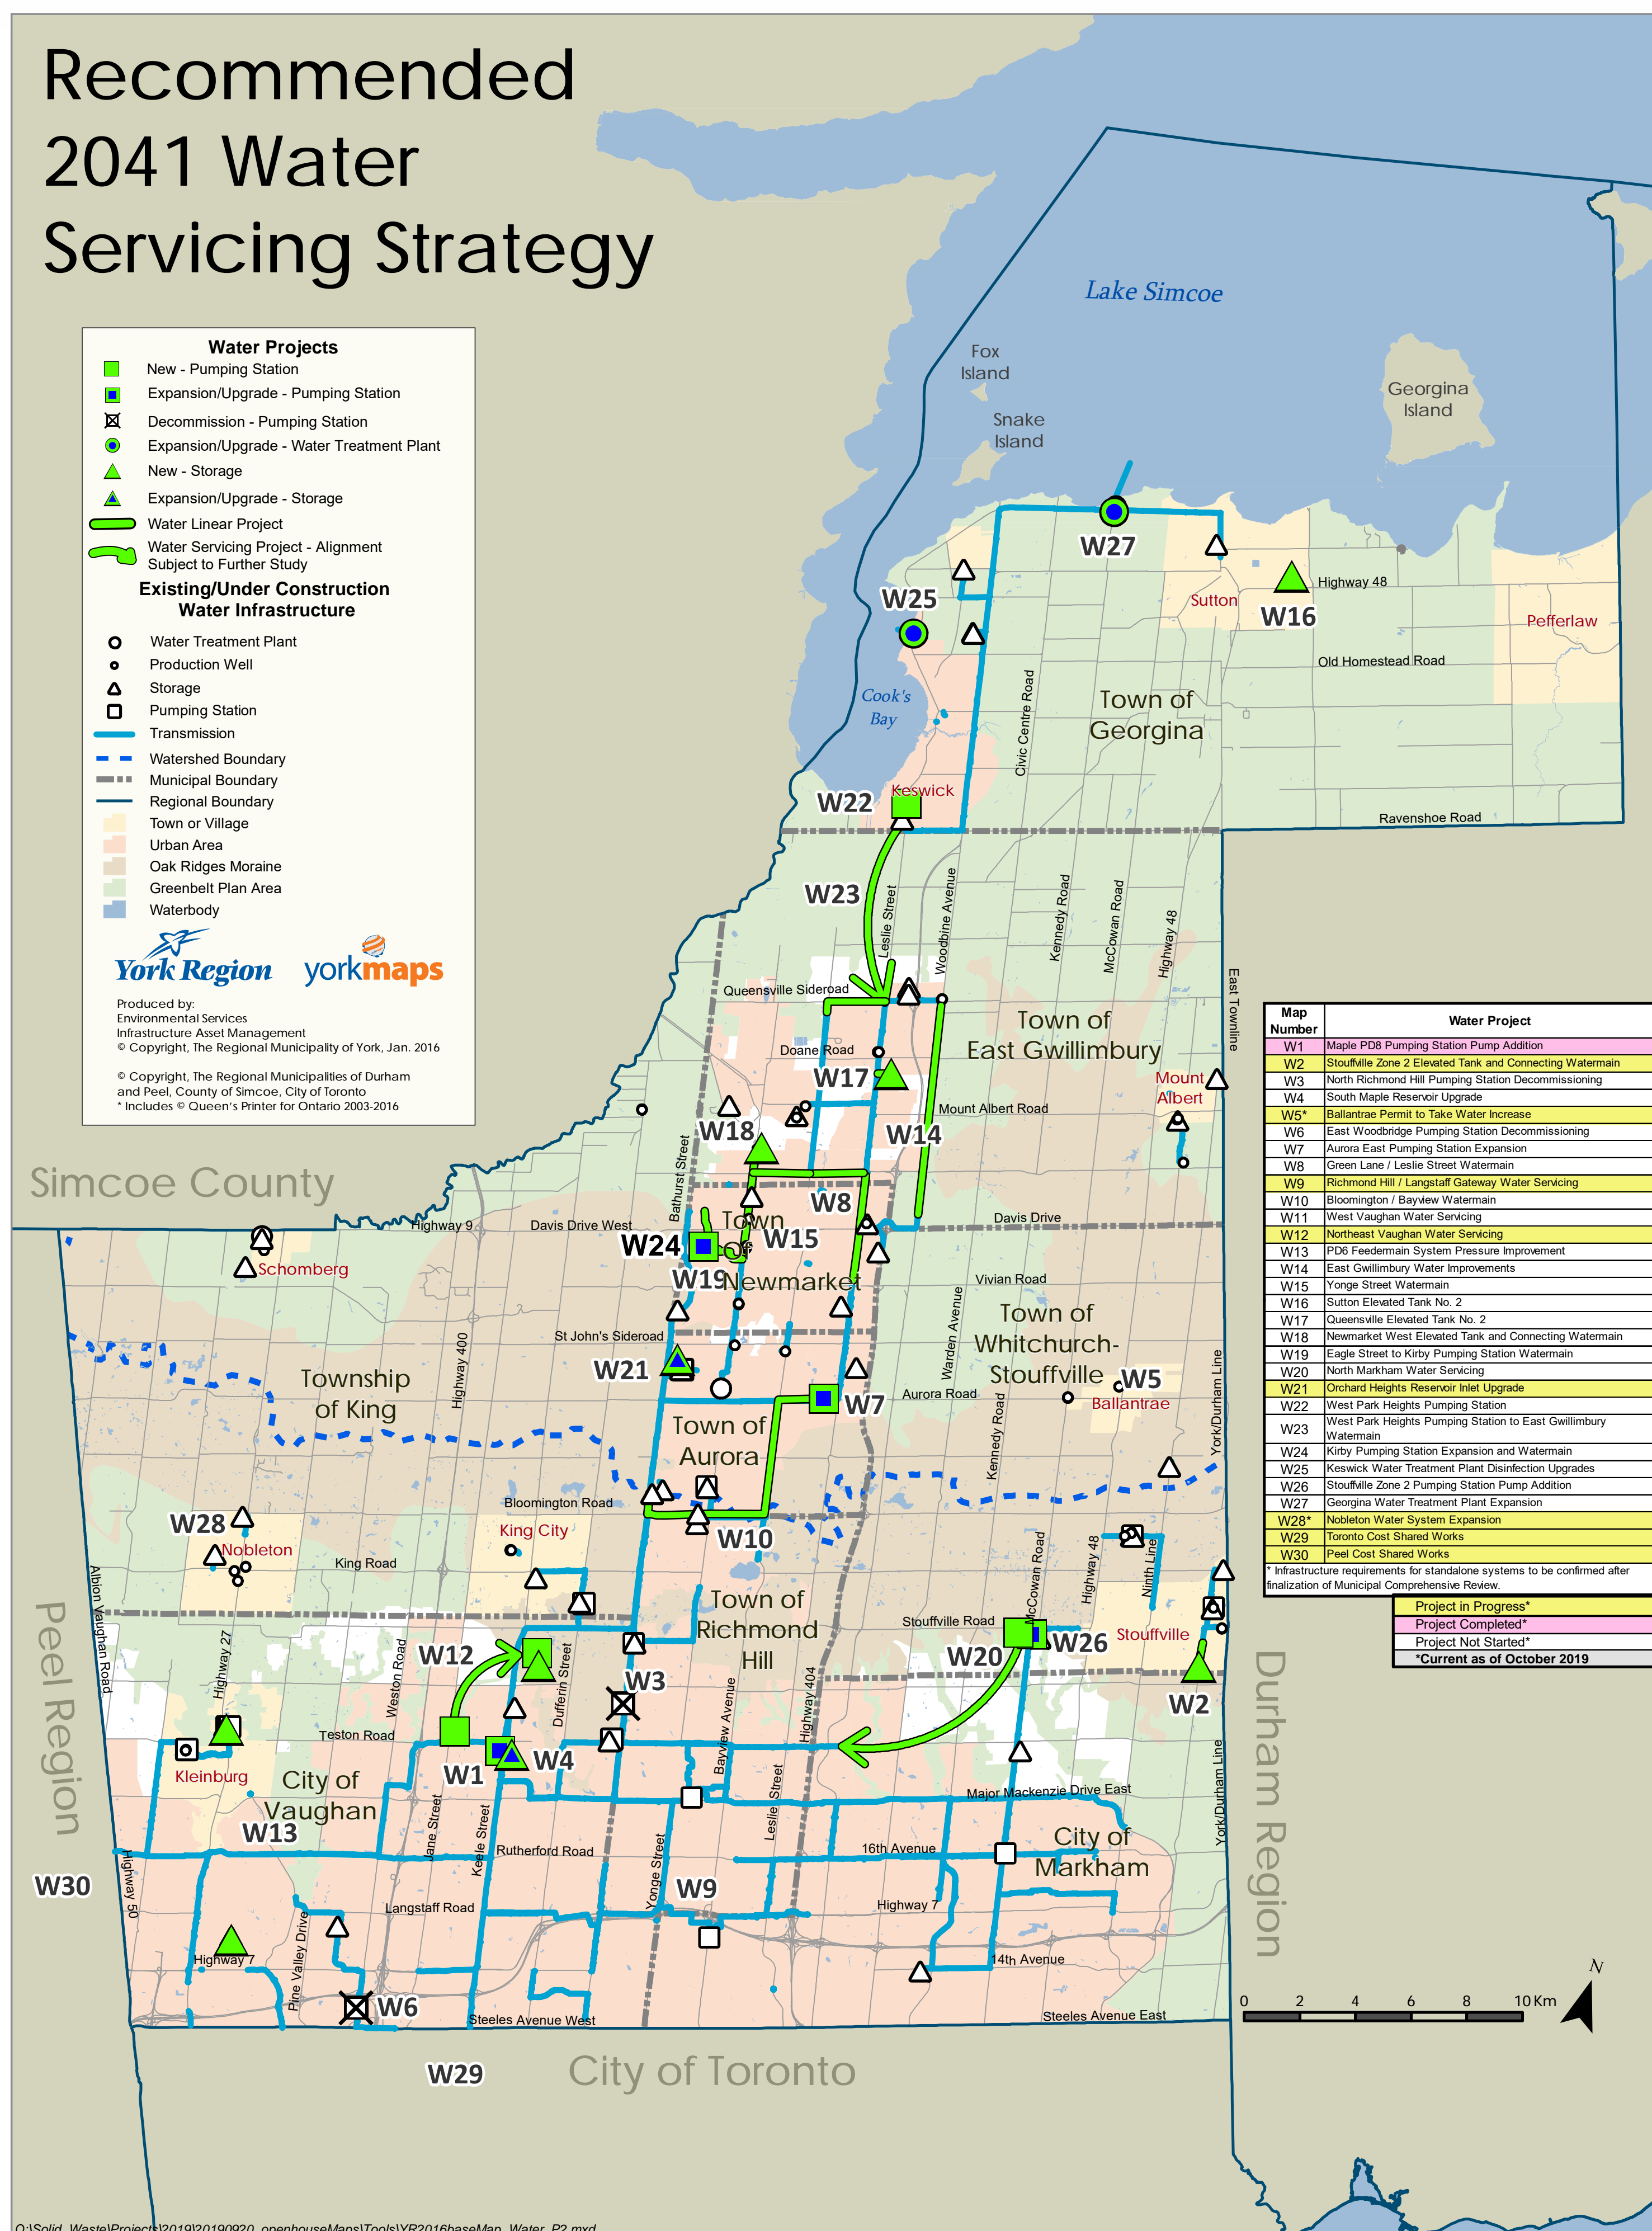 Recommended
2041 Water
Servicing Strategy
Water Projects
New - Pumping Station
Expansion/Upgrade - Pumping Station
Decommission - Pumping Station
Expansion/Upgrade - Water Treatment Plant
New - Storage
Expansion/Upgrade - Storage
Water Linear Project
Water Servicing Project - Alignment
Subject to Further Study
Existing/Under Construction
Water Infrastructure
Water Treatment Plant
Production Well
Storage
Pumping Station
Transmission
Watershed Boundary
Municipal Boundary
Regional Boundary
Town or Village
Urban Area
Oak Ridges Moraine
Greenbelt Plan Area
Waterbody
York Region
yorkmaps
Produced by:
Environmental Services
Infrastructure Asset Management
© Copyright, The Regional Municipality of York, Jan. 2016
© Copyright, The Regional Municipalities of Durham
and Peel, County of Simcoe, City of Toronto
* Includes © Queen's Printer for Ontario 2003-2016
Lake Simcoe
Fox
Island
Snake
Island
Georgina
Island
W27
W25
Sutton
Highway 48
W16
Pefferlaw
Old Homestead Road
Cook's
Bay
Civic Centre Road
Town of
Georgina
Keswick
W22
Ravenshoe Road
W23
Leslie Street
Woodbine Avenue
Kennedy Road
McCowan Road
Highway 48
East Townline
Queensville Sideroad
Town of
East Gwillimbury
Doane Road
W17
Mount
Albert
Mount Albert Road
W18
W14
Bathurst Street
Simcoe County
W8
Highway 9
Davis Drive West
Davis Drive
Town
Of
Newmarket
W15
W24
W19
Schomberg
Vivian Road
St John's Sideroad
Warden Avenue
Town of
Whitchurch-
Stouffville
W21
Township
of King
Highway 400
W5
Ballantrae
York/Durham Line
W7
Aurora Road
Kennedy Road
Town of
Aurora
Bloomington Road
W28
Nobleton
King City
W10
King Road
Albion Vaughan Road
McCowan Road
Highway 48
Ninth Line
Town of
Richmond
Hill
Peel Region
Stouffville Road
Stouffville
W12
W20
W26
Highway 27
Weston Road
Dufferin Street
W3
W2
Durham Region
Teston Road
Bayview Avenue
Highway 404
Kleinburg
W1
W4
City of
Vaughan
Leslie Street
Major Mackenzie Drive East
York/Durham Line
W13
Jane Street
Keele Street
Rutherford Road
Yonge Street
16th Avenue
City of
Markham
W30
Highway 50
W9
Langstaff Road
Highway 7
Pine Valley Drive
Highway 7
14th Avenue
W6
Steeles Avenue West
Steeles Avenue East
W29
City of Toronto
Map
Number
Water Project
W1 Maple PD8 Pumping Station Pump Addition
W2 Stouffville Zone 2 Elevated Tank and Connecting Watermain
W3 North Richmond Hill Pumping Station Decommissioning
W4 South Maple Reservoir Upgrade
W5* Ballantrae Permit to Take Water Increase
W6 East Woodbridge Pumping Station Decommissioning
W7 Aurora East Pumping Station Expansion
W8 Green Lane / Leslie Street Watermain
W9 Richmond Hill / Langstaff Gateway Water Servicing
W10 Bloomington / Bayview Watermain
W11 West Vaughan Water Servicing
W12 Northeast Vaughan Water Servicing
W13 PD6 Feedermain System Pressure Improvement
W14 East Gwillimbury Water Improvements
W15 Yonge Street Watermain
W16 Sutton Elevated Tank No. 2
W17 Queensville Elevated Tank No. 2
W18 Newmarket West Elevated Tank and Connecting Watermain
W19 Eagle Street to Kirby Pumping Station Watermain
W20 North Markham Water Servicing
W21 Orchard Heights Reservoir Inlet Upgrade
W22 West Park Heights Pumping Station
W23 West Park Heights Pumping Station to East Gwillimbury
Watermain
W24 Kirby Pumping Station Expansion and Watermain
W25 Keswick Water Treatment Plant Disinfection Upgrades
W26 Stouffville Zone 2 Pumping Station Pump Addition
W27 Georgina Water Treatment Plant Expansion
W28* Nobleton Water System Expansion
W29 Toronto Cost Shared Works
W30 Peel Cost Shared Works
* Infrastructure requirements for standalone systems to be confirmed after
finalization of Municipal Comprehensive Review.
Project in Progress*
Project Completed*
Project Not Started*
*Current as of October 2019
N
0 2 4 6 8 10 Km
O:\Solid_Waste\Projects\2019\20190920_openhouseMaps\Tools\YR2016baseMap_Water_P2.mxd